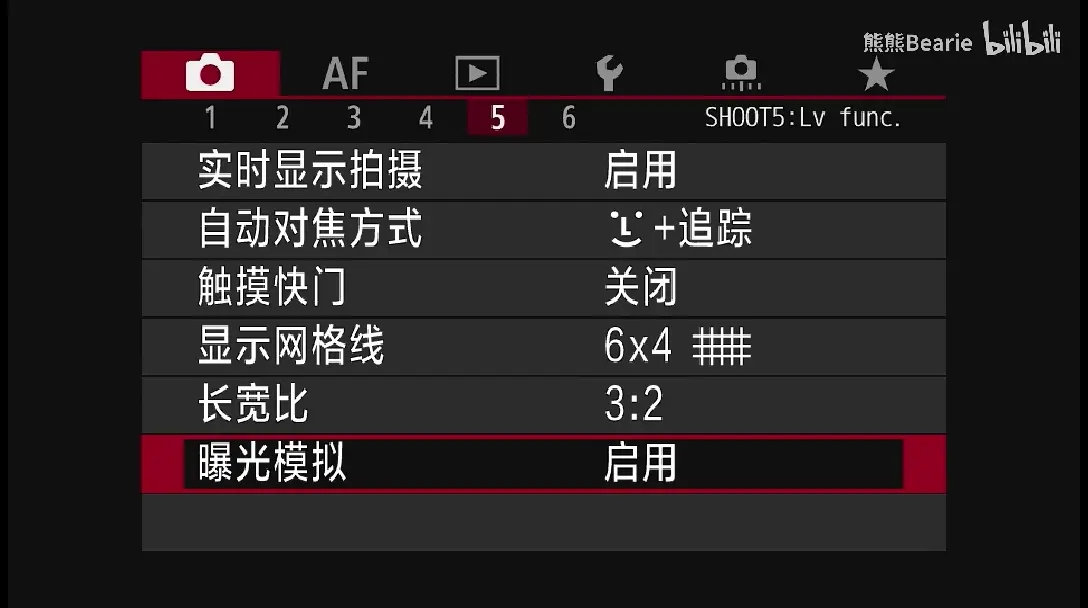 熊熊Bearie bilibili
AF
1 2 3 4 5 6 SHOOT5:Lv func.
实时显示拍摄 启用
自动对焦方式 +追踪
触摸快门 关闭
显示网格线 6x4
长宽比 3:2
曝光模拟 启用